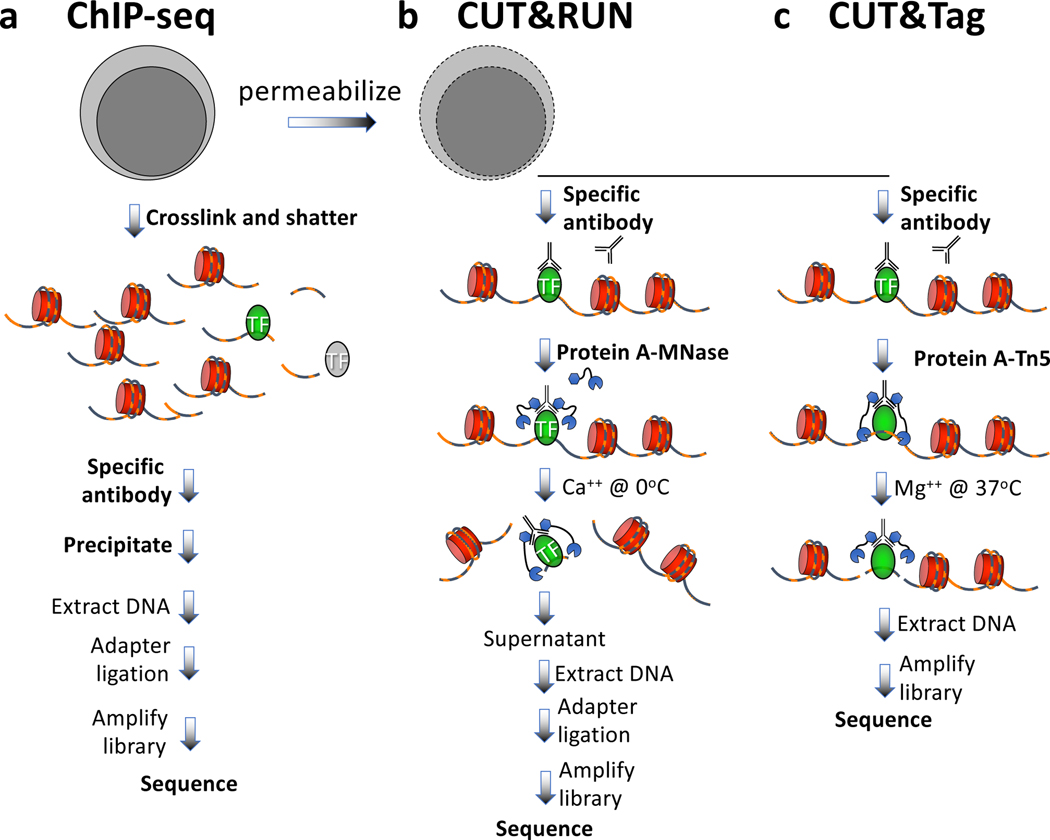 a ChIP-seq
permeabilize
Crosslink and shatter
TF
TF
Specific
antibody
Precipitate
Extract DNA
Adapter
ligation
Amplify
library
Sequence
b CUT&RUN
Specific
antibody
TF
Protein A-MNase
TF
Ca⁺⁺ @ 0°C
TF
Supernatant
Extract DNA
Adapter
ligation
Amplify
library
Sequence
c CUT&Tag
Specific
antibody
TF
Protein A-Tn5
Mg⁺⁺ @ 37°C
Extract DNA
Amplify
library
Sequence